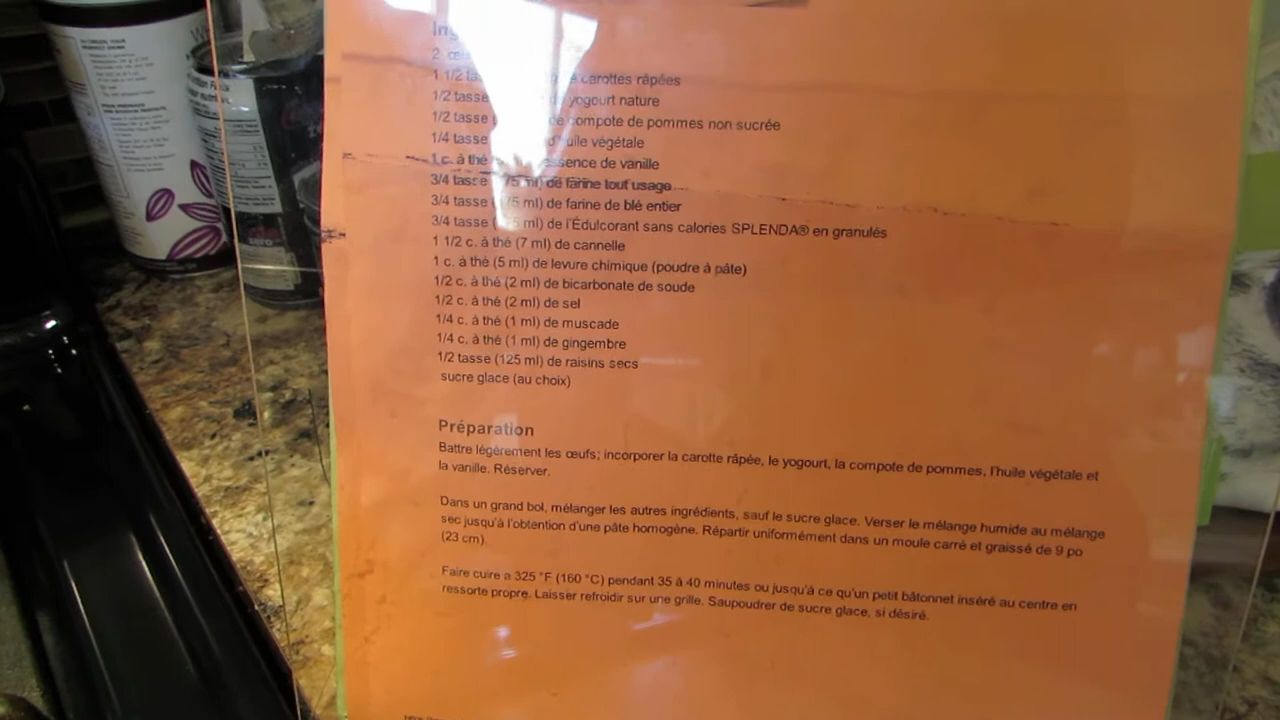 Ing
2
1 1/2 carottes râpées
1/2 tasse yogourt nature
1/2 tasse de compote de pommes non sucrée
1/4 tasse d'huile végétale
1 c. à thé essence de vanille
3/4 tasse 75 ml) de farine tout usage
3/4 tasse 75 ml) de farine de blé entier
3/4 tasse ( 5 ml) de l'Édulcorant sans calories SPLENDA® en granulés
1 1/2 c. à thé (7 ml) de cannelle
1 c. à thé (5 ml) de levure chimique (poudre à pâte)
1/2 c. à thé (2 ml) de bicarbonate de soude
1/2 c. à thé (2 ml) de sel
1/4 c. à thé (1 ml) de muscade
1/4 c. à thé (1 ml) de gingembre
1/2 tasse (125 ml) de raisins secs
sucre glace (au choix)
Préparation
Battre légèrement les œufs; incorporer la carotte râpée, le yogourt, la compote de pommes, l'huile végétale et
la vanille. Réserver.
Dans un grand bol, mélanger les autres ingrédients, sauf le sucre glace. Verser le mélange humide au mélange
sec jusqu'à l'obtention d'une pâte homogène. Répartir uniformément dans un moule carré et graissé de 9 po
(23 cm).
Faire cuire a 325 °F (160 °C) pendant 35 à 40 minutes ou jusqu'à ce qu'un petit bâtonnet inséré au centre en
ressorte propre. Laisser refroidir sur une grille. Saupoudrer de sucre glace, si désiré.